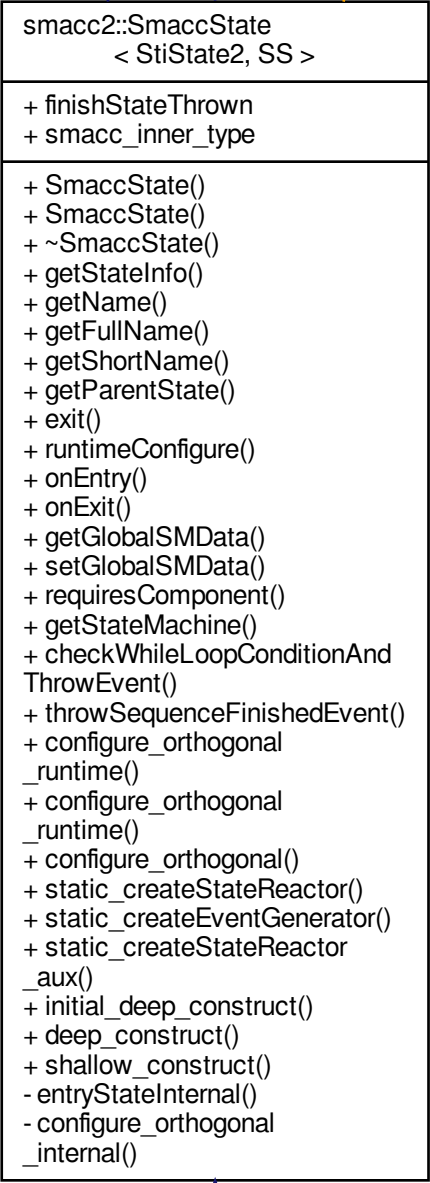 smacc2::SmaccState
< StiState2, SS >
+ finishStateThrown
+ smacc_inner_type
+ SmaccState()
+ SmaccState()
+ ~SmaccState()
+ getStateInfo()
+ getName()
+ getFullName()
+ getShortName()
+ getParentState()
+ exit()
+ runtimeConfigure()
+ onEntry()
+ onExit()
+ getGlobalSMData()
+ setGlobalSMData()
+ requiresComponent()
+ getStateMachine()
+ checkWhileLoopConditionAnd
ThrowEvent()
+ throwSequenceFinishedEvent()
+ configure_orthogonal
_runtime()
+ configure_orthogonal
_runtime()
+ configure_orthogonal()
+ static_createStateReactor()
+ static_createEventGenerator()
+ static_createStateReactor
_aux()
+ initial_deep_construct()
+ deep_construct()
+ shallow_construct()
- entryStateInternal()
- configure_orthogonal
_internal()